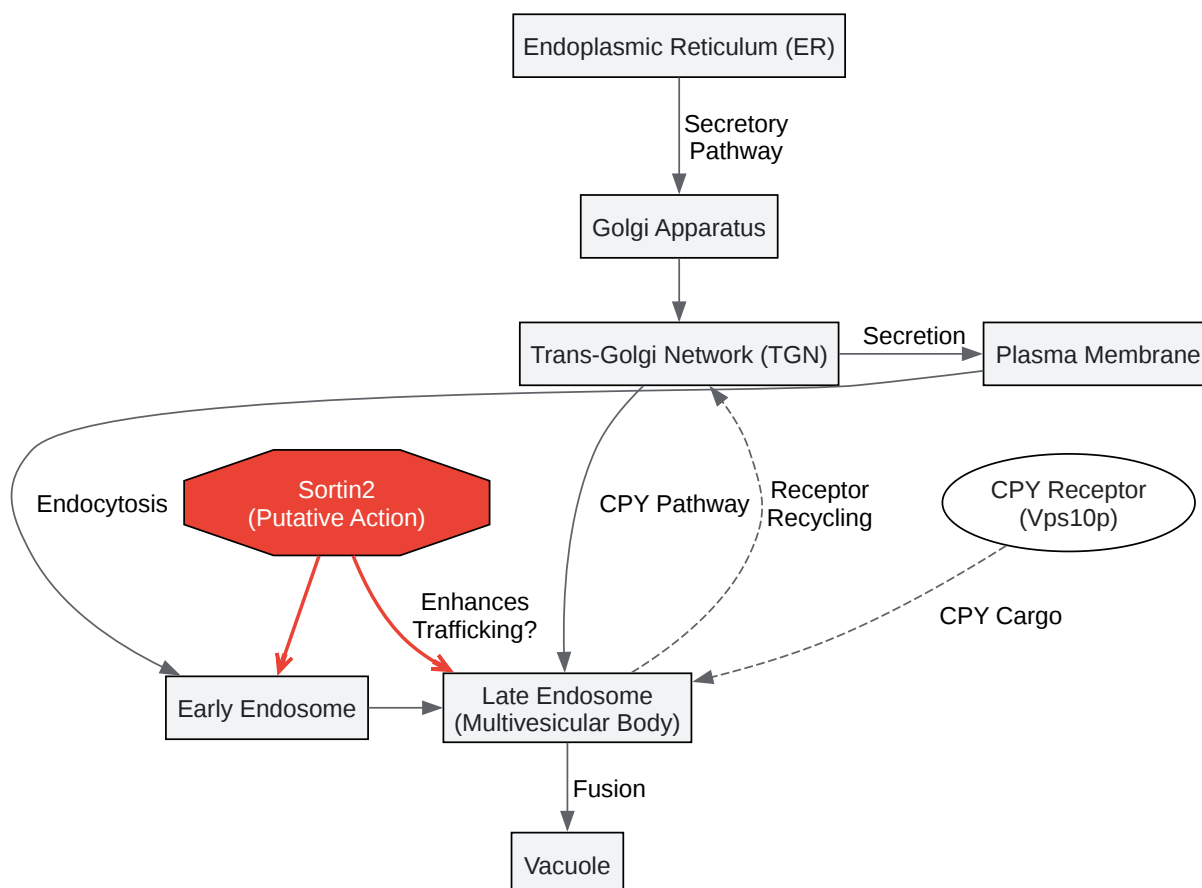 Endoplasmic Reticulum (ER)
Secretory
Pathway
Golgi Apparatus
Trans-Golgi Network (TGN)
Secretion
Plasma Membrane
Endocytosis
Sortin2
(Putative Action)
CPY Pathway
Receptor
Recycling
CPY Receptor
(Vps10p)
Enhances
Trafficking?
CPY Cargo
Early Endosome
Late Endosome
(Multivesicular Body)
Fusion
Vacuole